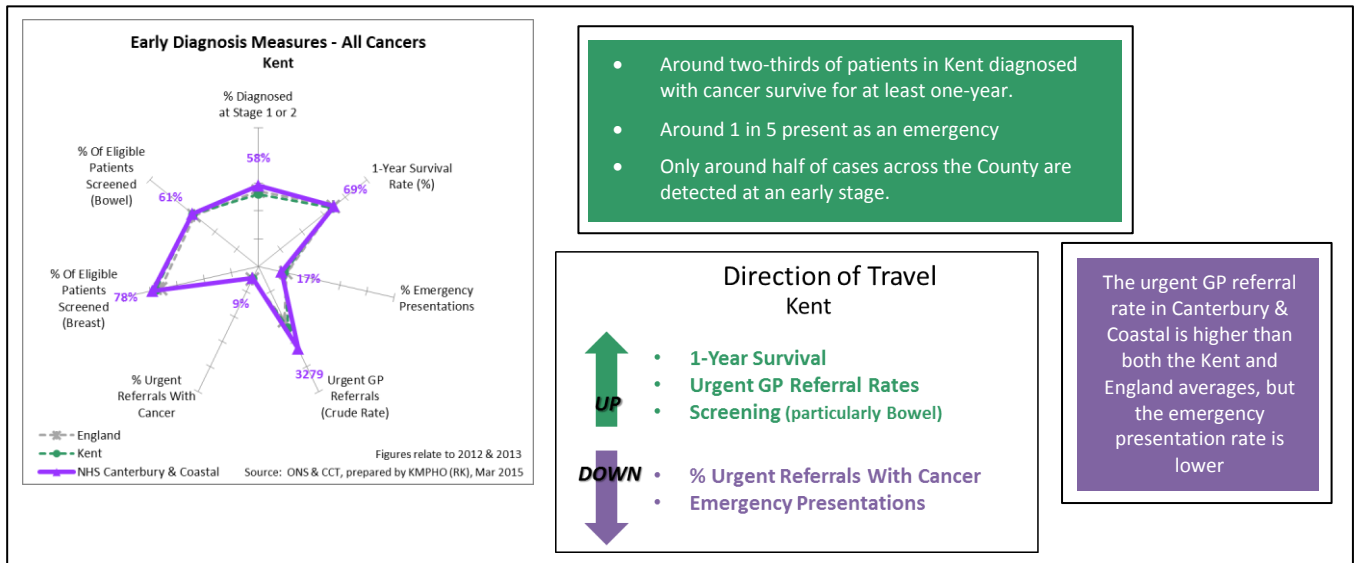 Early Diagnosis Measures - All Cancers
Kent
% Diagnosed
at Stage 1 or 2
58%
1-Year Survival
Rate (%)
69%
17%
% Emergency
Presentations
3279
Urgent GP
Referrals
(Crude Rate)
9%
% Urgent
Referrals With
Cancer
% Of Eligible
Patients
Screened
(Breast)
78%
% Of Eligible
Patients
Screened
(Bowel)
61%
England
Kent
NHS Canterbury & Coastal
Figures relate to 2012 & 2013
Source: ONS & CCT, prepared by KMPHO (RK), Mar 2015
• Around two-thirds of patients in Kent diagnosed
with cancer survive for at least one-year.
• Around 1 in 5 present as an emergency
• Only around half of cases across the County are
detected at an early stage.
Direction of Travel
Kent
UP
• 1-Year Survival
• Urgent GP Referral Rates
• Screening (particularly Bowel)
DOWN
• % Urgent Referrals With Cancer
• Emergency Presentations
The urgent GP referral
rate in Canterbury &
Coastal is higher than
both the Kent and
England averages, but
the emergency
presentation rate is
lower